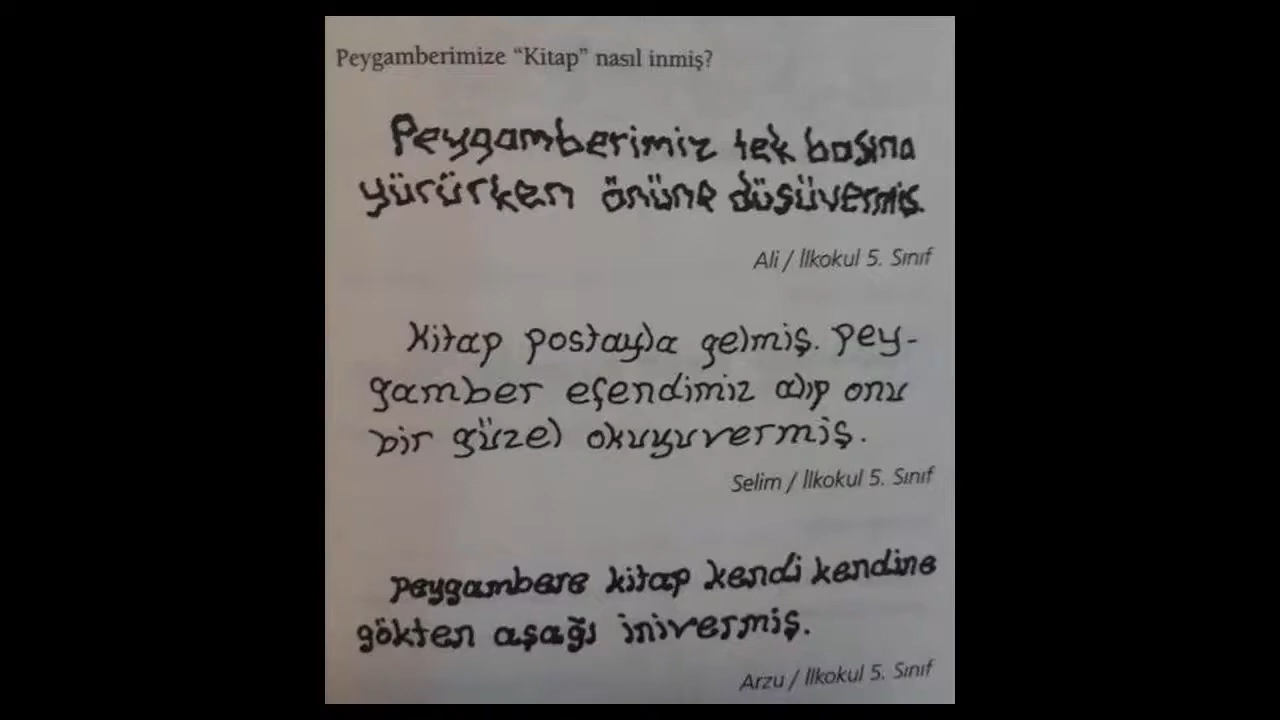 Peygamberimize “Kitap” nasıl inmiş?
Peygamberimiz tek başına
yürürken önüne düşüvermiş.
Ali / İlkokul 5. Sınıf
Kitap postayla gelmiş. Pey-
gamber efendimiz alıp onu
bir güzel okuyuvermiş.
Selim / İlkokul 5. Sınıf
Peygambere kitap kendi kendine
gökten aşağı inivermiş.
Arzu / İlkokul 5. Sınıf